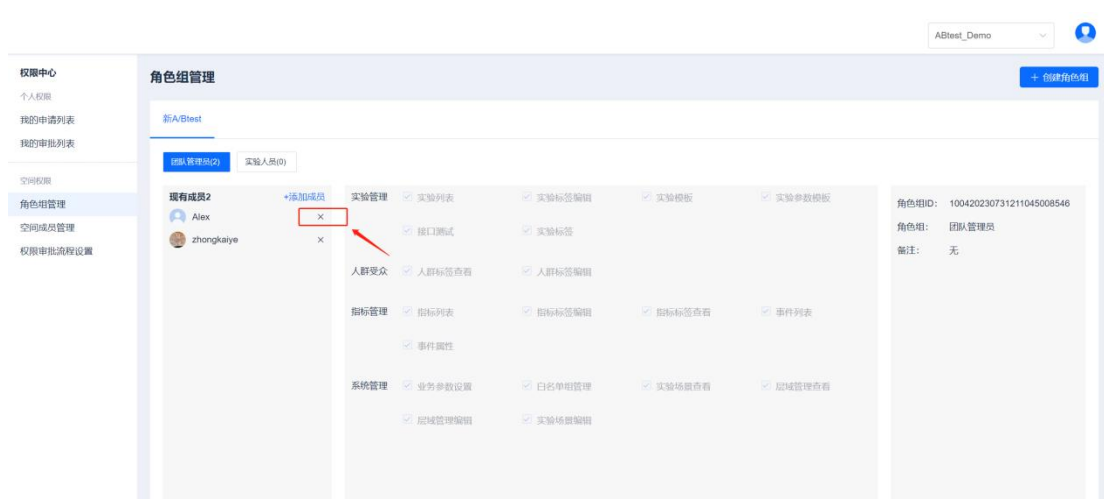 ABtest_Demo
权限中心
个人权限
我的申请列表
我的审批列表
空间权限
角色组管理
空间成员管理
权限审批流程设置
角色组管理
+ 创建角色组
新A/Btest
团队管理员(2) 实验人员(0)
现有成员2 +添加成员
Alex ×
zhongkaiye ×
实验管理 实验列表 实验标签编辑 实验模板 实验参数模板
接口测试 实验标签
人群受众 人群标签查看 人群标签编辑
指标管理 指标列表 指标标签编辑 指标标签查看 事件列表
事件属性
系统管理 业务参数设置 白名单组管理 实验场景查看 层域管理查看
层域管理编辑 实验场景编辑
角色组ID: 100420230731211045008546
角色组: 团队管理员
备注: 无